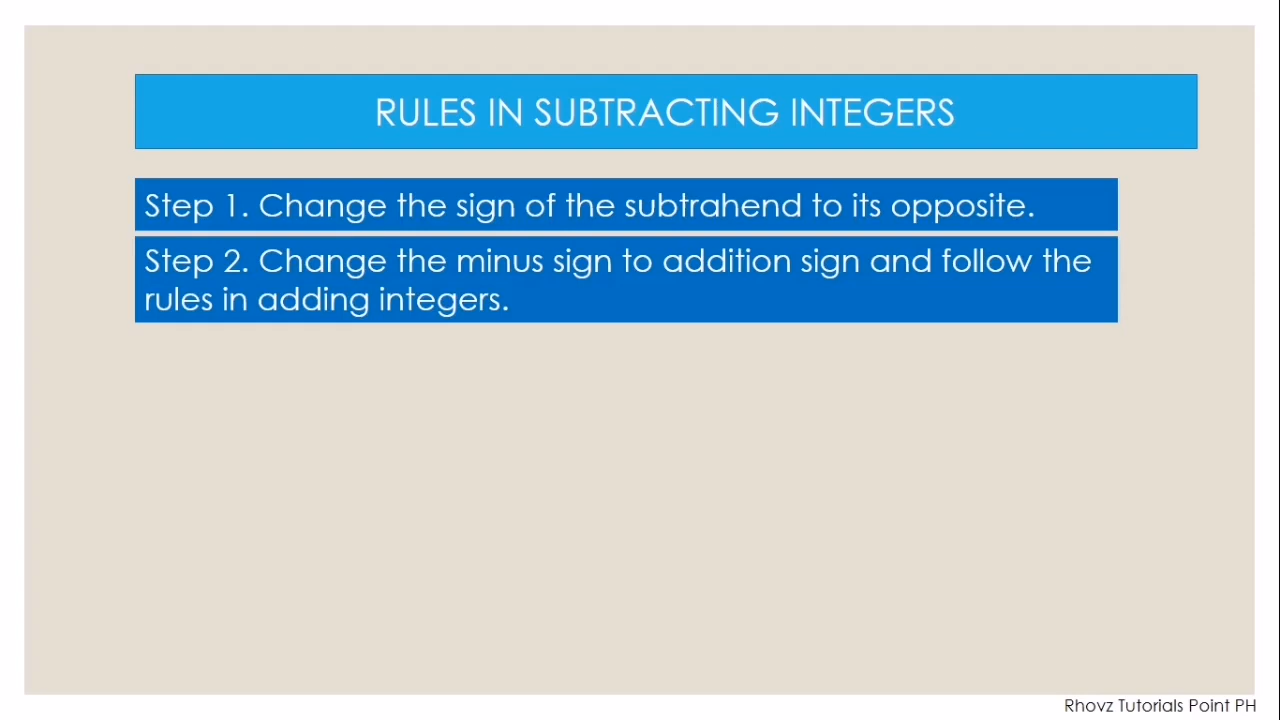 RULES IN SUBTRACTING INTEGERS
Step 1. Change the sign of the subtrahend to its opposite.
Step 2. Change the minus sign to addition sign and follow the
rules in adding integers.
Rhovz Tutorials Point PH